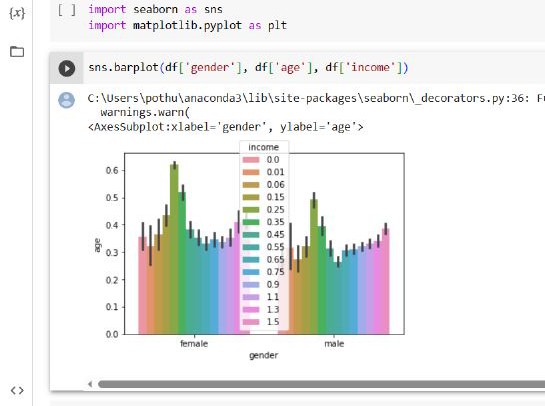 {x}
[ ] import seaborn as sns
import matplotlib.pyplot as plt
sns.barplot(df['gender'], df['age'], df['income'])
C:\Users\pothu\anaconda3\lib\site-packages\seaborn\_decorators.py:36: Fu
warnings.warn(
<AxesSubplot:xlabel='gender', ylabel='age'>
income
0.0
0.01
0.06
0.15
0.25
0.35
0.45
0.55
0.65
0.75
0.9
1.1
1.3
1.5
0.6
0.5
0.4
0.3
0.2
0.1
0.0
age
female male
gender
<>